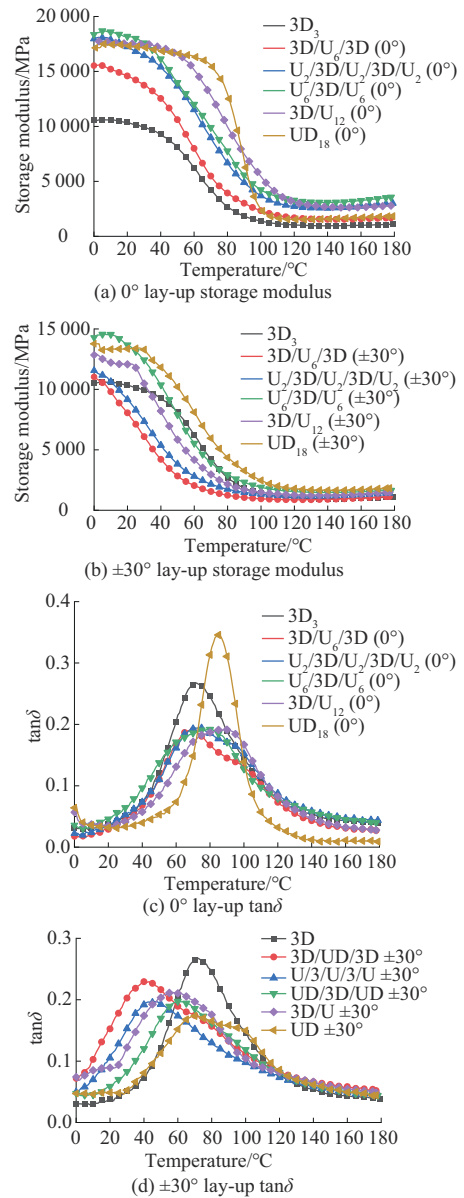 Storage modulus/MPa
20 000
15 000
10 000
5 000
0
3D₃
3D/U₆/3D (0°)
U₂/3D/U₂/3D/U₂ (0°)
U₆/3D/U₆ (0°)
3D/U₁₂ (0°)
UD₁₈ (0°)
0 20 40 60 80 100 120 140 160 180
Temperature/°C
(a) 0° lay-up storage modulus
Storage modulus/MPa
15 000
10 000
5 000
0
3D₃
3D/U₆/3D (±30°)
U₂/3D/U₂/3D/U₂ (±30°)
U₆/3D/U₆ (±30°)
3D/U₁₂ (±30°)
UD₁₈ (±30°)
0 20 40 60 80 100 120 140 160 180
Temperature/°C
(b) ±30° lay-up storage modulus
tanδ
0.4
0.3
0.2
0.1
0.0
3D₃
3D/U₆/3D (0°)
U₂/3D/U₂/3D/U₂ (0°)
U₆/3D/U₆ (0°)
3D/U₁₂ (0°)
UD₁₈ (0°)
0 20 40 60 80 100 120 140 160 180
Temperature/°C
(c) 0° lay-up tanδ
tanδ
0.3
0.2
0.1
0.0
3D
3D/UD/3D ±30°
U/3/U/3/U ±30°
UD/3D/UD ±30°
3D/U ±30°
UD ±30°
0 20 40 60 80 100 120 140 160 180
Temperature/°C
(d) ±30° lay-up tanδ